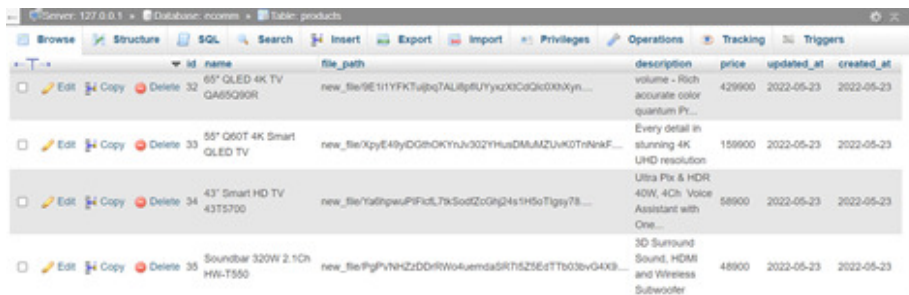 Server: 127.0.0.1 » Database: ecomm » Table: products
Browse Structure SQL Search Insert Export Import Privileges Operations Tracking Triggers
id name file_path description price updated_at created_at
Edit Copy Delete 32 65" QLED 4K TV QA65Q90R volume - Rich accurate color quantum Pr... 429900 2022-05-23 2022-05-23
Edit Copy Delete 33 55" Q60T 4K Smart QLED TV Every detail in stunning 4K UHD resolution 159900 2022-05-23 2022-05-23
Edit Copy Delete 34 43" Smart HD TV 43T5700 Ultra Pix & HDR 40W, 4Ch Voice Assistant with One... 58900 2022-05-23 2022-05-23
Edit Copy Delete 35 Soundbar 320W 2.1Ch HW-T550 3D Surround Sound, HDMI and Wireless Subwoofer 48900 2022-05-23 2022-05-23